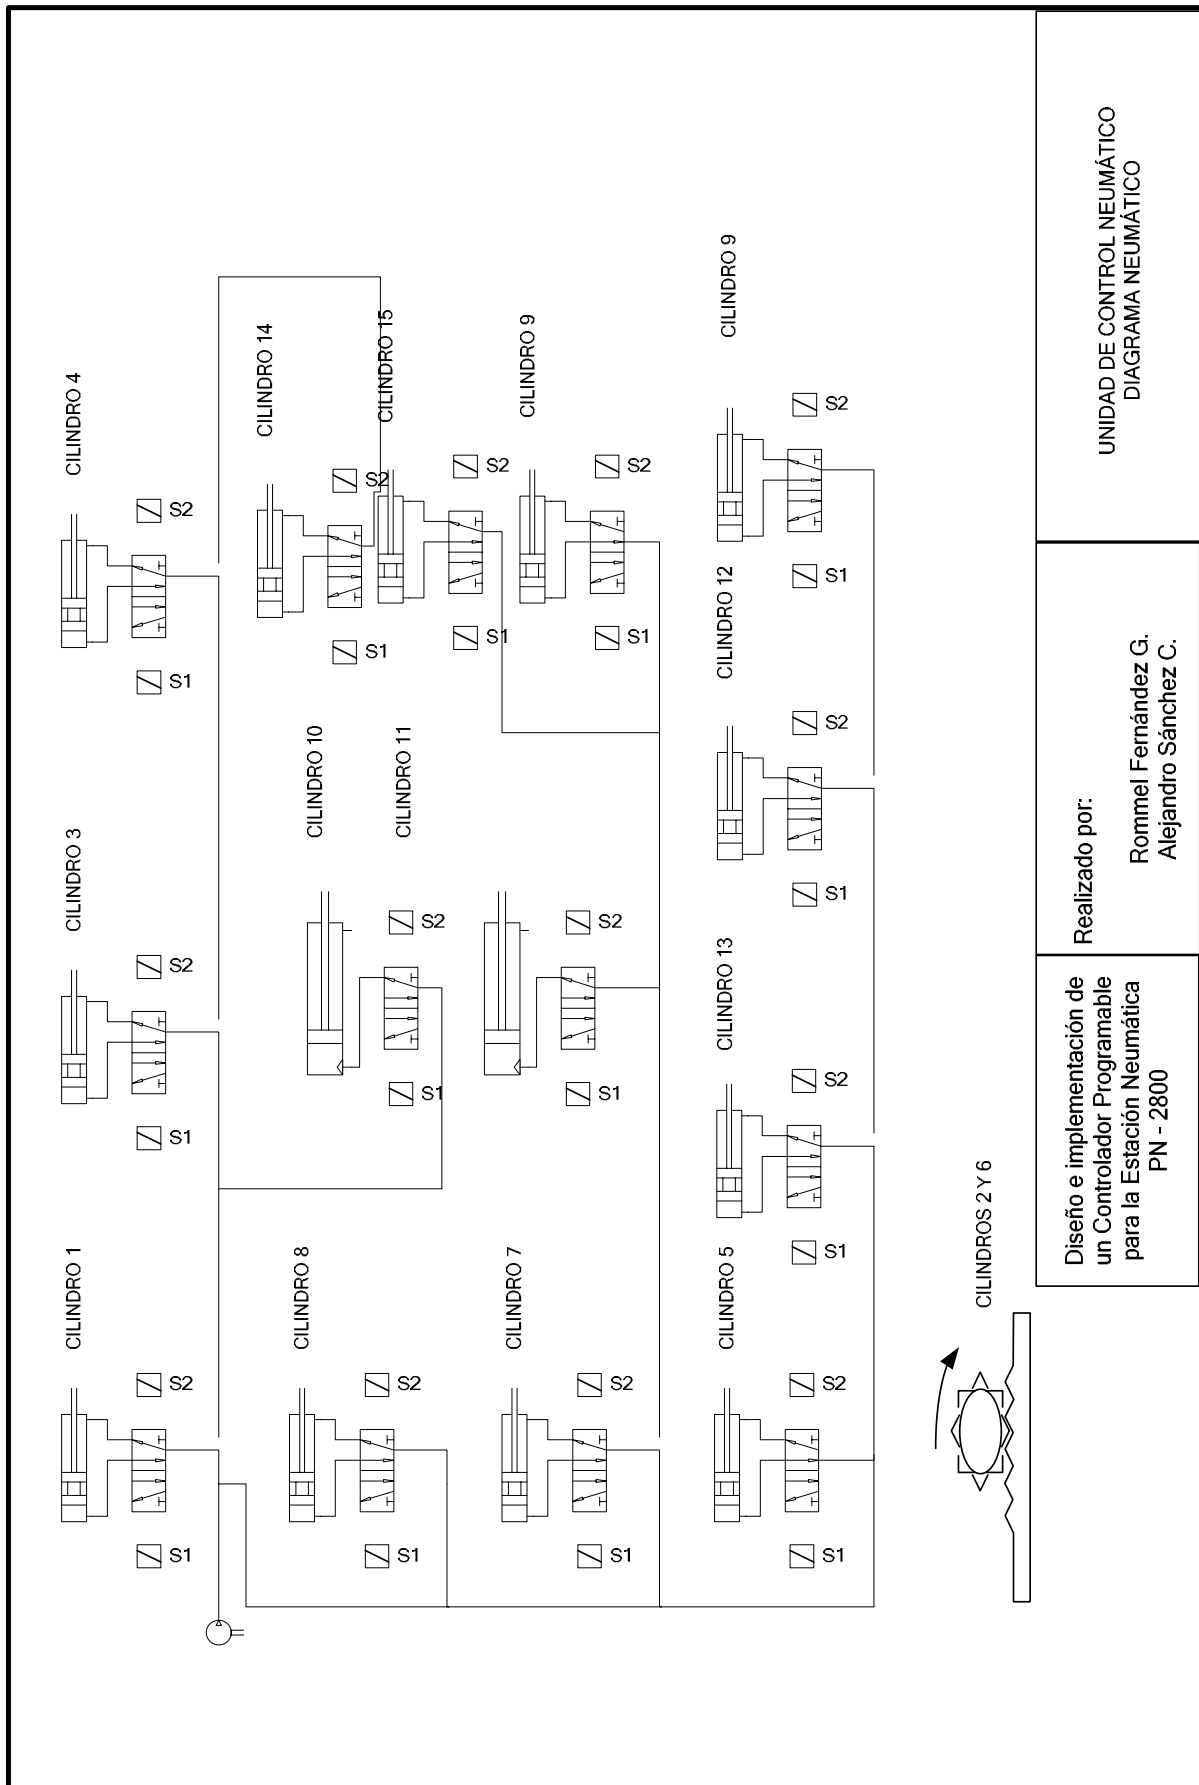 CILINDRO 1
CILINDRO 3
CILINDRO 4
S1
S2
S1
S2
S1
S2
CILINDRO 8
CILINDRO 10
CILINDRO 14
S1
S2
S1
S2
S1
S2
CILINDRO 11
CILINDRO 15
S1
S2
S1
S2
CILINDRO 7
CILINDRO 9
S1
S2
S1
S2
CILINDRO 5
CILINDRO 13
CILINDRO 12
CILINDRO 9
S1
S2
S1
S2
S1
S2
S1
S2
CILINDROS 2 Y 6
Diseño e implementación de
un Controlador Programable
para la Estación Neumática
PN - 2800
Realizado por:
Rommel Fernández G.
Alejandro Sánchez C.
UNIDAD DE CONTROL NEUMÁTICO
DIAGRAMA NEUMÁTICO